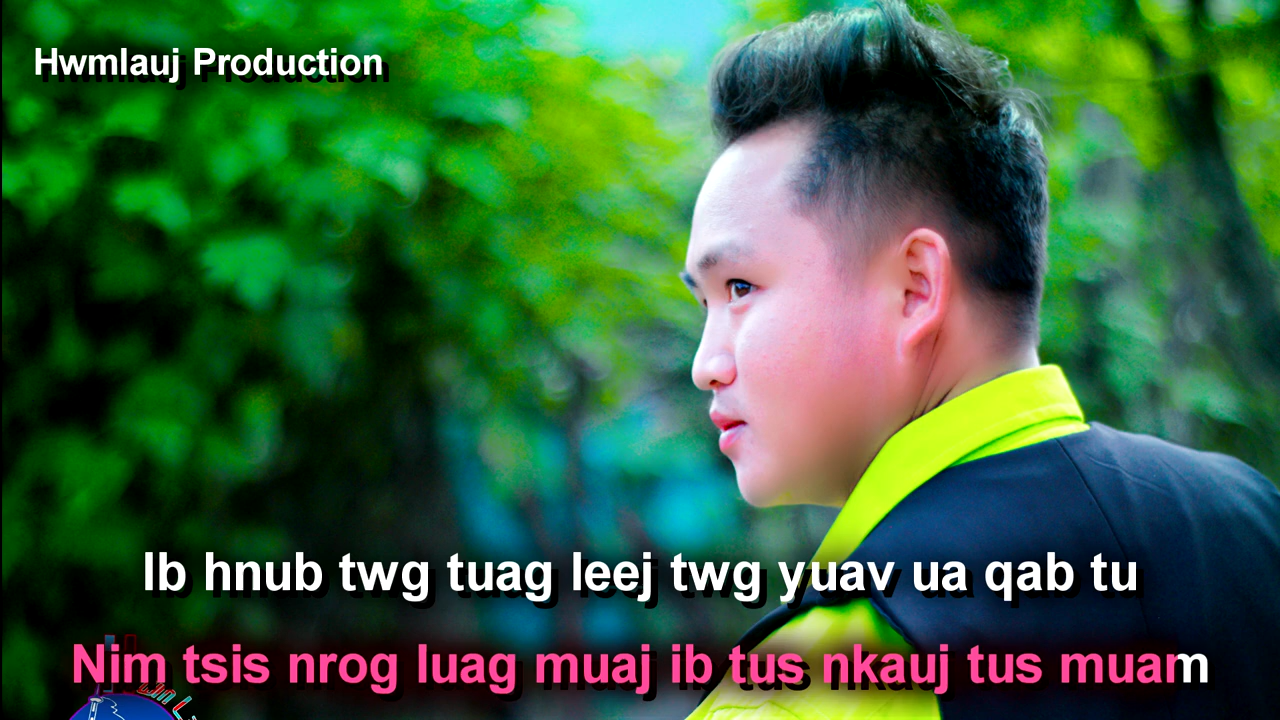 Hwmlauj Production
Ib hnub twg tuag leej twg yuav ua qab tu
Nim tsis nrog luag muaj ib tus nkauj tus muam